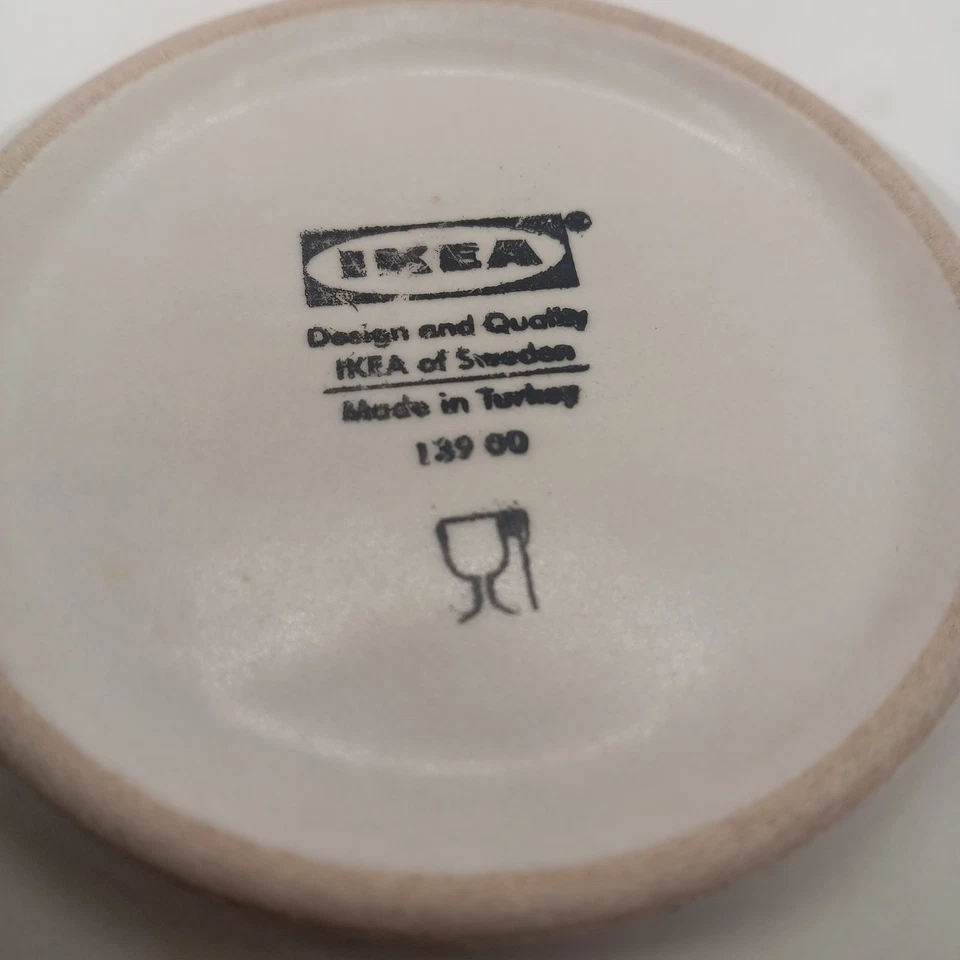 IKEA®
Design and Quality
IKEA of Sweden
Made in Turkey
139 00